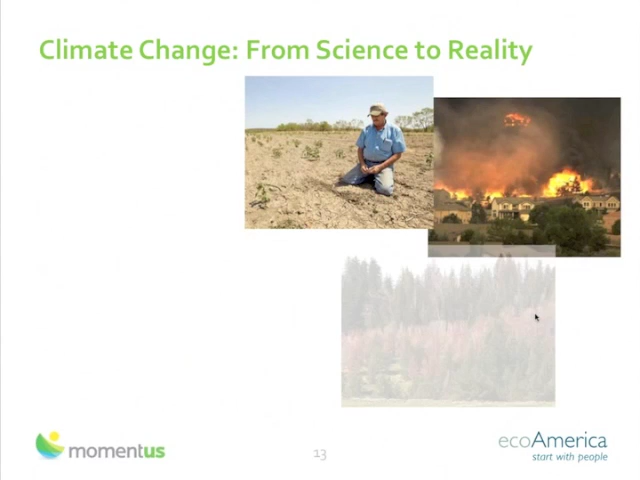 Climate Change: From Science to Reality
momentus
13
ecoAmerica
start with people